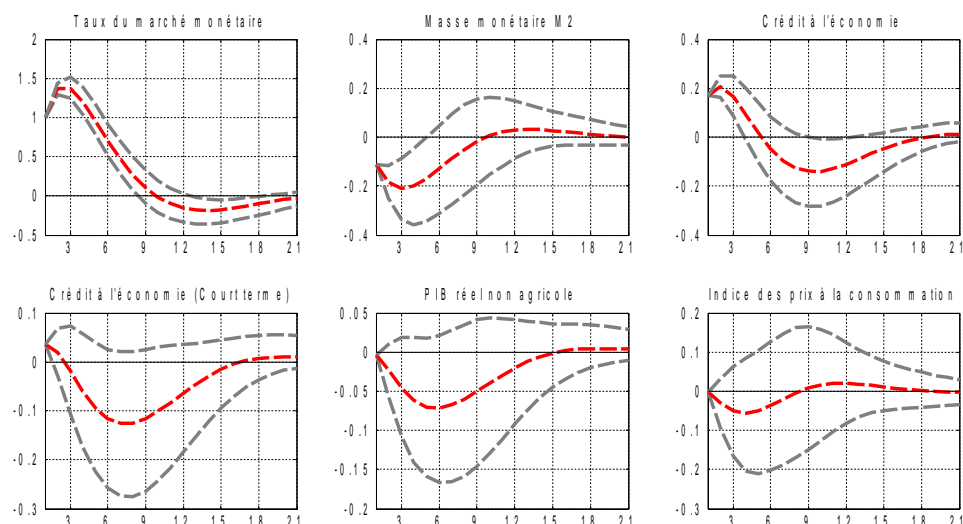 Taux du marché monétaire
2
1.5
1
0.5
0
-0.5
3 6 9 12 15 18 21
Masse monétaire M2
0.4
0.2
0
-0.2
-0.4
3 6 9 12 15 18 21
Crédit à l'économie
0.4
0.2
0
-0.2
-0.4
3 6 9 12 15 18 21
Crédit à l'économie (Court terme)
0.1
0
-0.1
-0.2
-0.3
3 6 9 12 15 18 21
PIB réel non agricole
0.05
0
-0.05
-0.1
-0.15
-0.2
3 6 9 12 15 18 21
Indice des prix à la consommation
0.2
0.1
0
-0.1
-0.2
-0.3
3 6 9 12 15 18 21